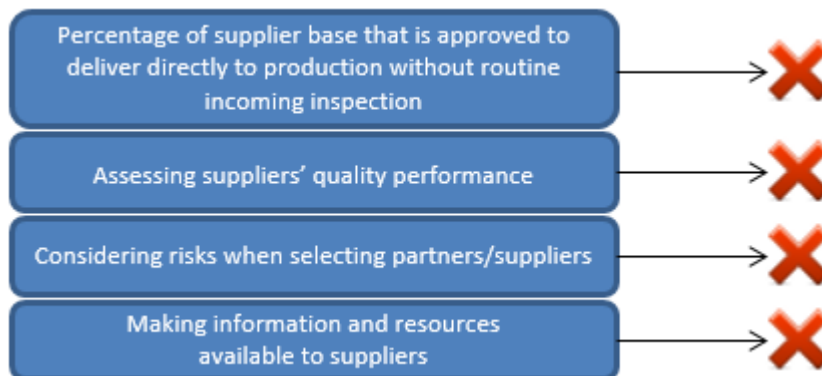 Percentage of supplier base that is approved to
deliver directly to production without routine
incoming inspection
Assessing suppliers’ quality performance
Considering risks when selecting partners/suppliers
Making information and resources
available to suppliers